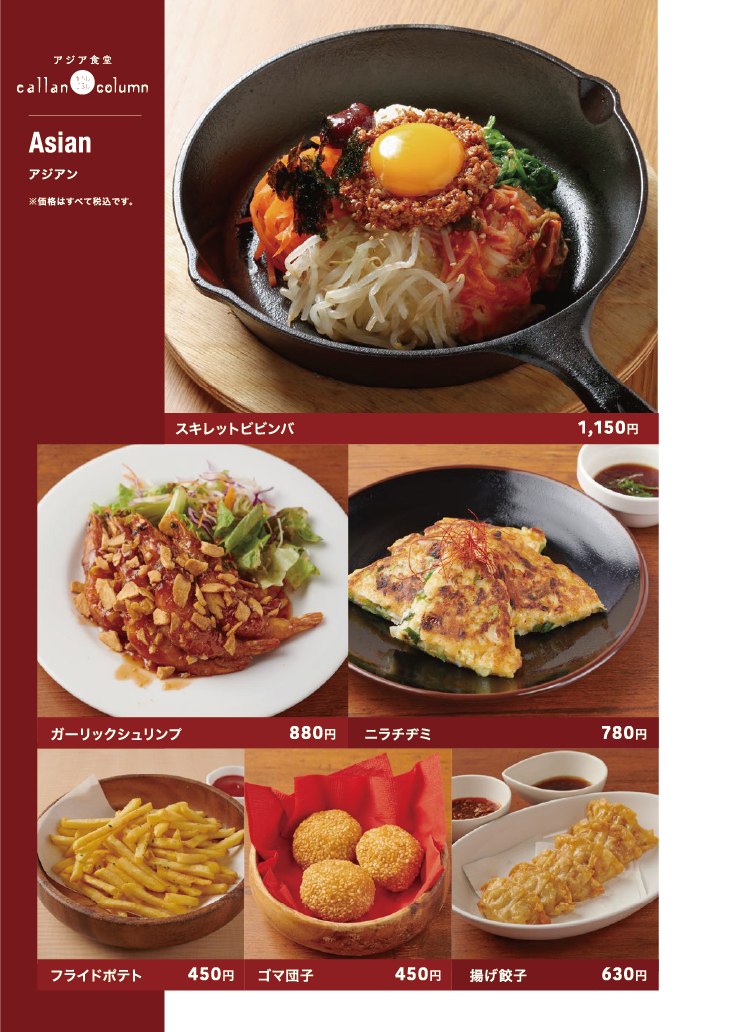 アジア食堂
callan column
Asian
アジアン
※価格はすべて税込です。
スキレットビビンバ 1,150円
ガーリックシュリンプ 880円
ニラチヂミ 780円
フライドポテト 450円
ゴマ団子 450円
揚げ餃子 630円